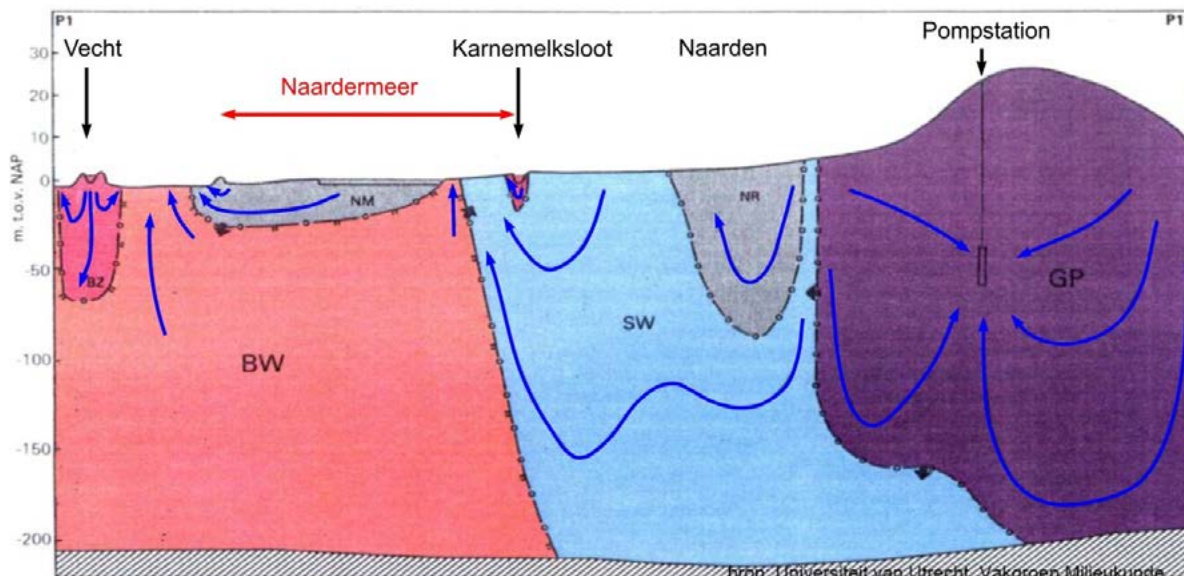 P1
P1
Vecht
Karnemelksloot
Naarden
Pompstation
Naardermeer
30
20
10
0
-50
-100
-150
-200
m. t.o.v. NAP
BZ
NM
NR
BW
SW
GP
bron: Universiteit van Utrecht, Vakgroep Milieukunde